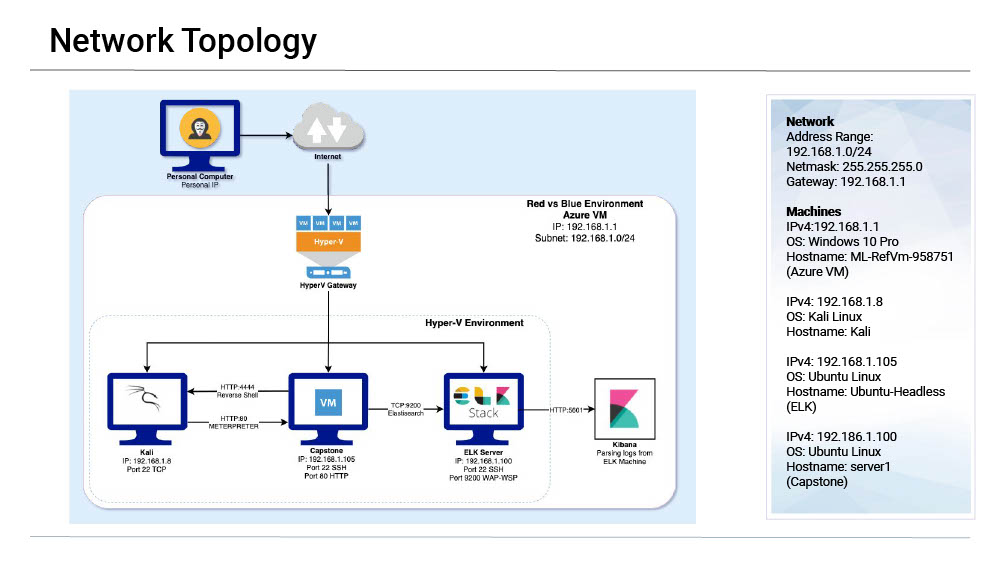 Network Topology
Personal Computer
Personal IP
Internet
Red vs Blue Environment
Azure VM
IP: 192.168.1.1
Subnet: 192.168.1.0/24
VM VM VM VM
Hyper-V
HyperV Gateway
Hyper-V Environment
HTTP:4444
Reverse Shell
HTTP:80
METERPRETER
VM
TCP:9200
Elastisearch
ELK
Stack
HTTP:5601
Kali
IP: 192.168.1.8
Port 22 TCP
Capstone
IP: 192.168.1.105
Port 22 SSH
Port 80 HTTP
ELK Server
IP: 192.168.1.100
Port 22 SSH
Port 9200 WAP-WSP
Kibana
Parsing logs from
ELK Machine
Network
Address Range:
192.168.1.0/24
Netmask: 255.255.255.0
Gateway: 192.168.1.1
Machines
IPv4:192.168.1.1
OS: Windows 10 Pro
Hostname: ML-RefVm-958751
(Azure VM)
IPv4: 192.168.1.8
OS: Kali Linux
Hostname: Kali
IPv4: 192.168.1.105
OS: Ubuntu Linux
Hostname: Ubuntu-Headless
(ELK)
IPv4: 192.186.1.100
OS: Ubuntu Linux
Hostname: server1
(Capstone)